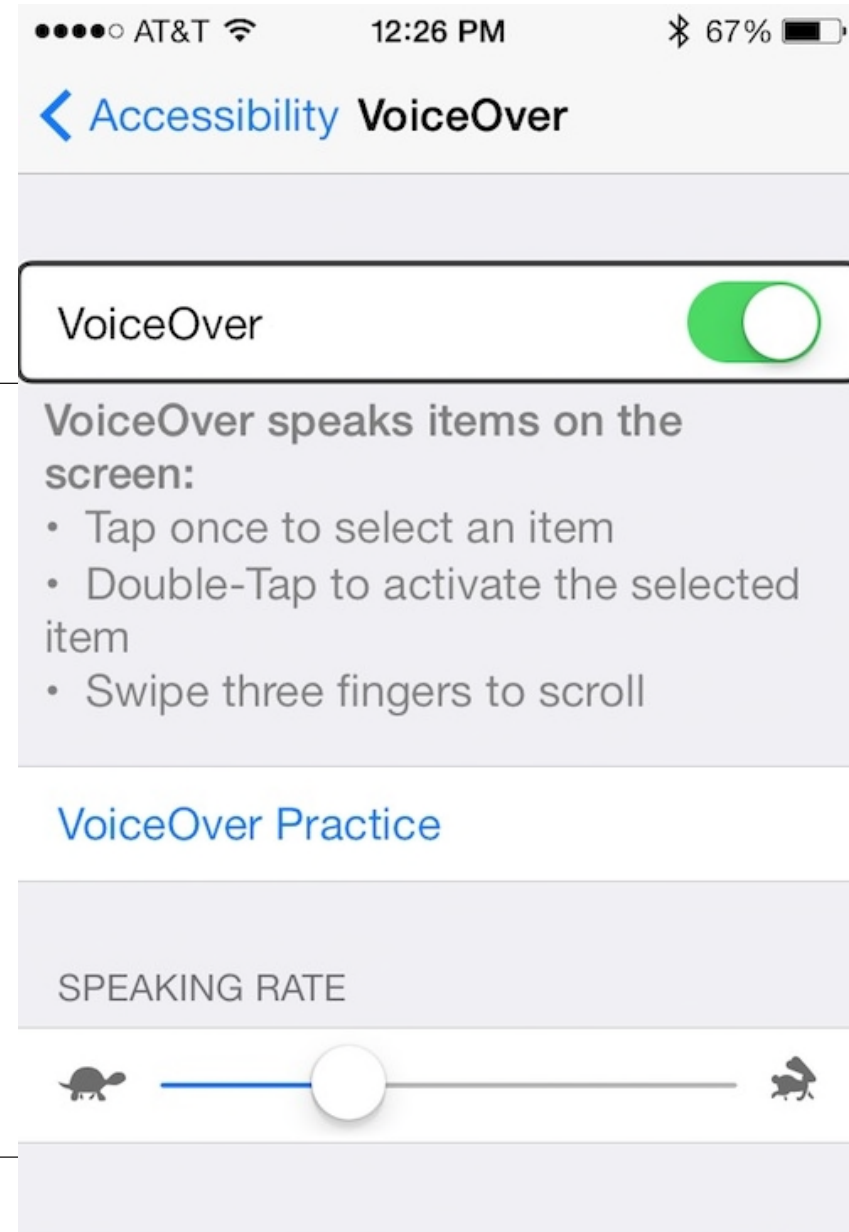 AT&T 12:26 PM 67%
Accessibility VoiceOver
VoiceOver
VoiceOver speaks items on the
screen:
• Tap once to select an item
• Double-Tap to activate the selected
item
• Swipe three fingers to scroll
VoiceOver Practice
SPEAKING RATE